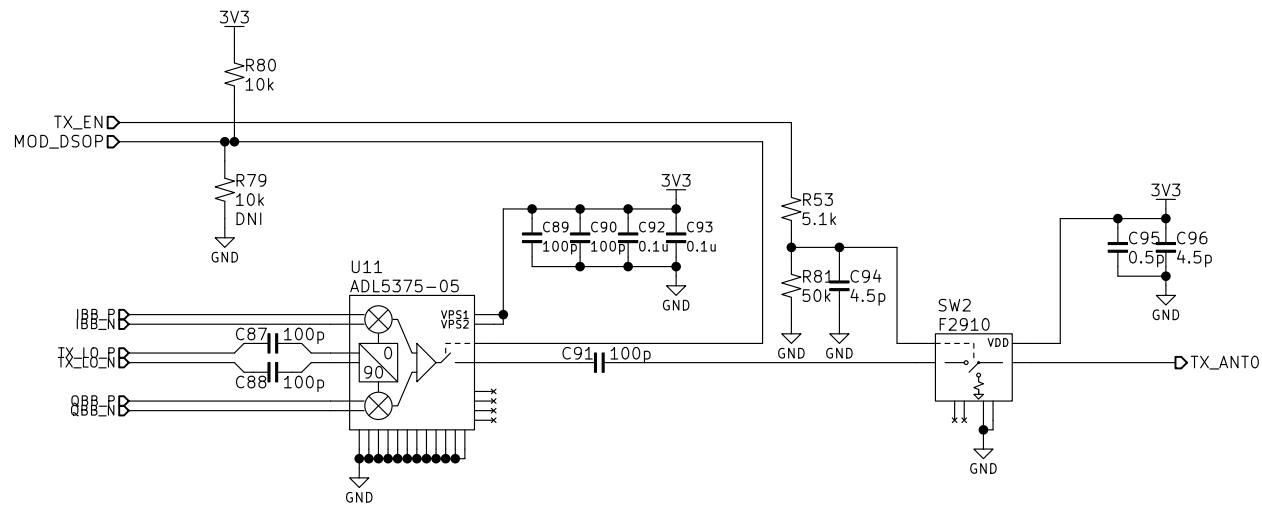 3V3
R80
10k
TX_EN
MOD_DSOP
R79
10k
DNI
GND
3V3
C89
100p
C90
100p
C92
0.1u
C93
0.1u
GND
R53
5.1k
R81
50k
C94
4.5p
GND
GND
3V3
C95
0.5p
C96
4.5p
GND
U11
ADL5375-05
VPS1
VPS2
IBB_P
IBB_N
C87 100p
TX_LO_P
TX_LO_N
C88 100p
0
90
QBB_P
QBB_N
GND
C91 100p
SW2
F2910
VDD
TX_ANT0
GND